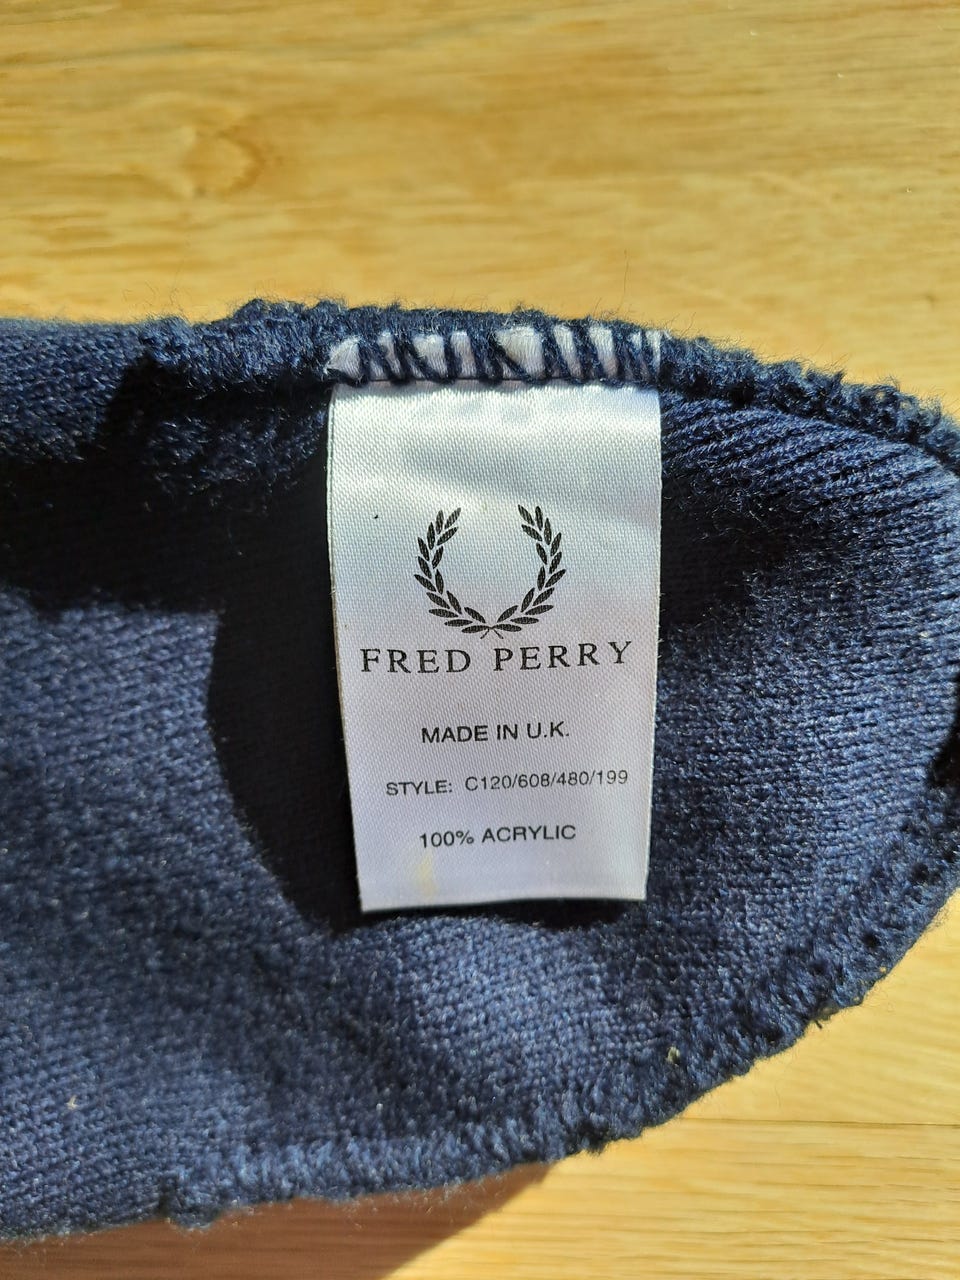 FRED PERRY
MADE IN U.K.
STYLE: C120/608/480/199
100% ACRYLIC